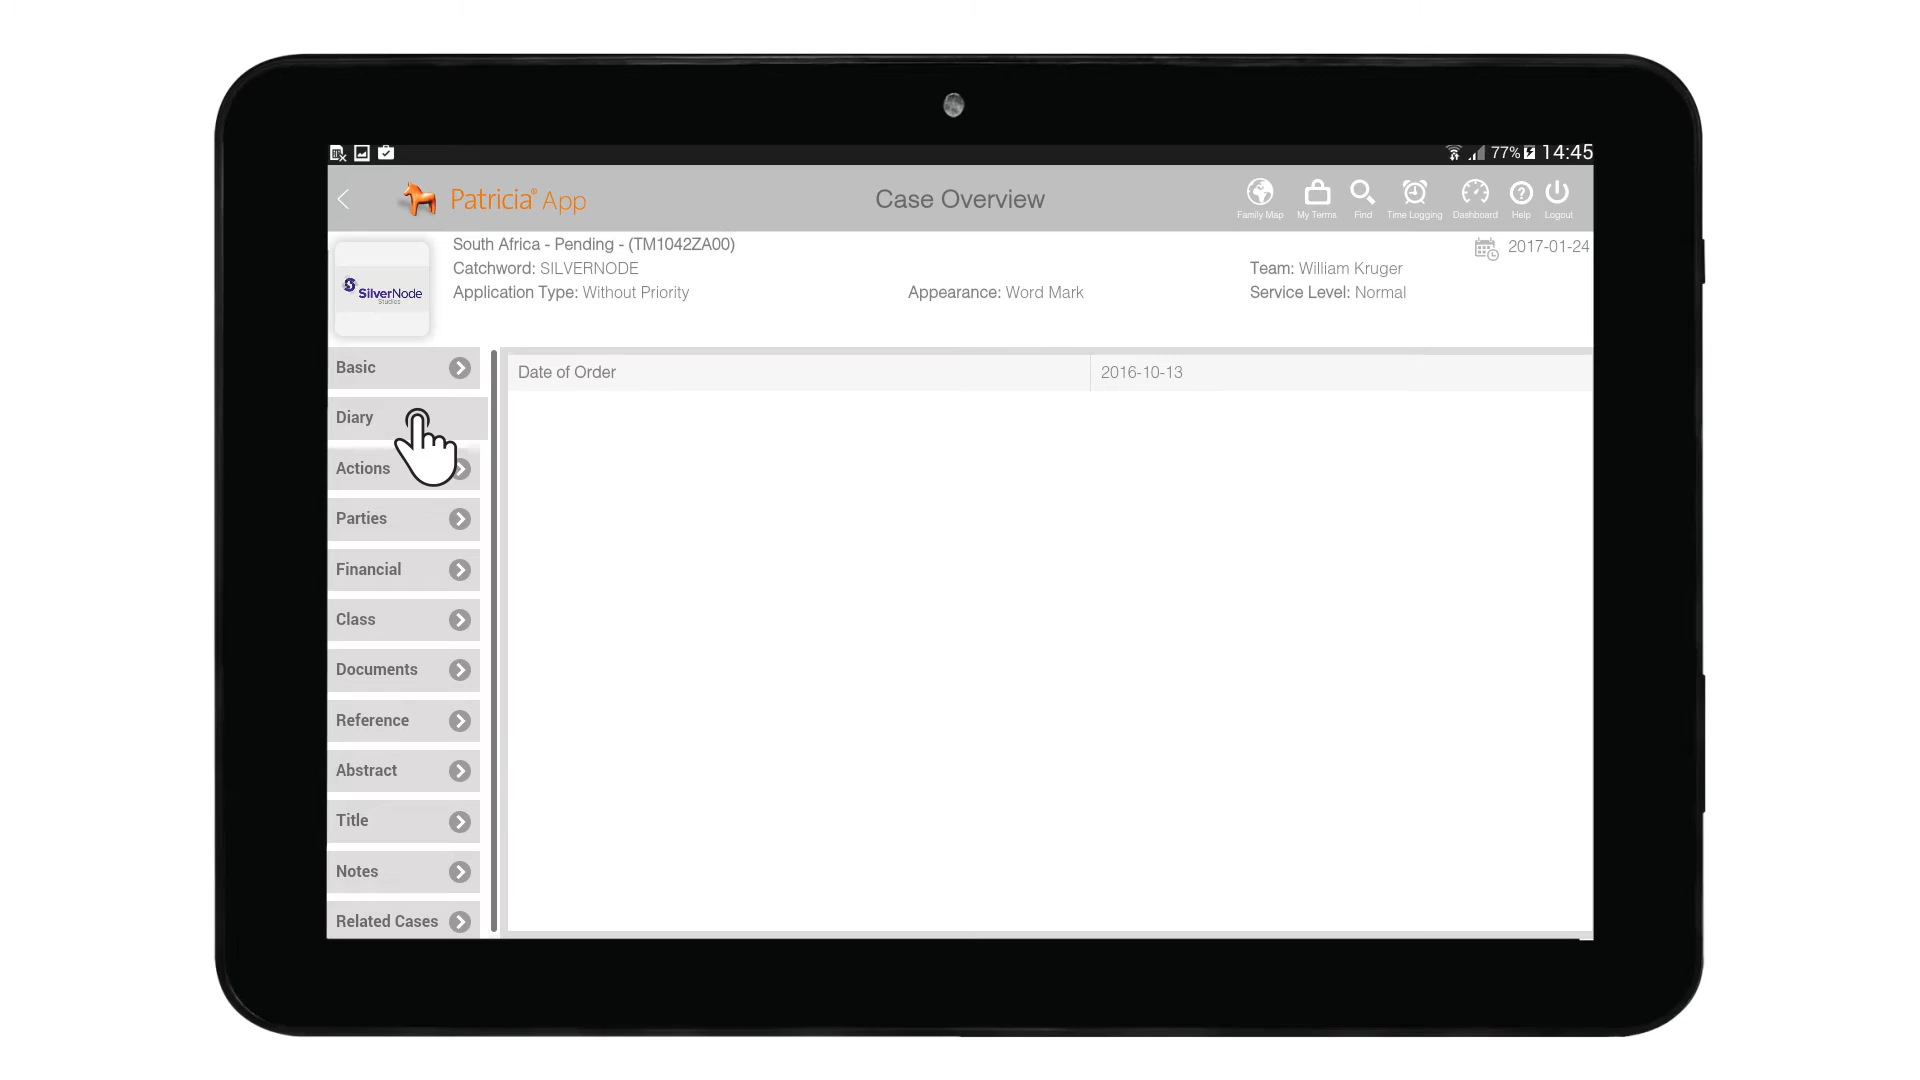 77% 14:45
Patricia® App
Case Overview
Family Map My Terms Find Time Logging Dashboard Help Logout
SilverNode
Studios
South Africa - Pending - (TM1042ZA00)
2017-01-24
Catchword: SILVERNODE
Team: William Kruger
Application Type: Without Priority
Appearance: Word Mark
Service Level: Normal
Basic
Diary
Actions
Parties
Financial
Class
Documents
Reference
Abstract
Title
Notes
Related Cases
Date of Order
2016-10-13